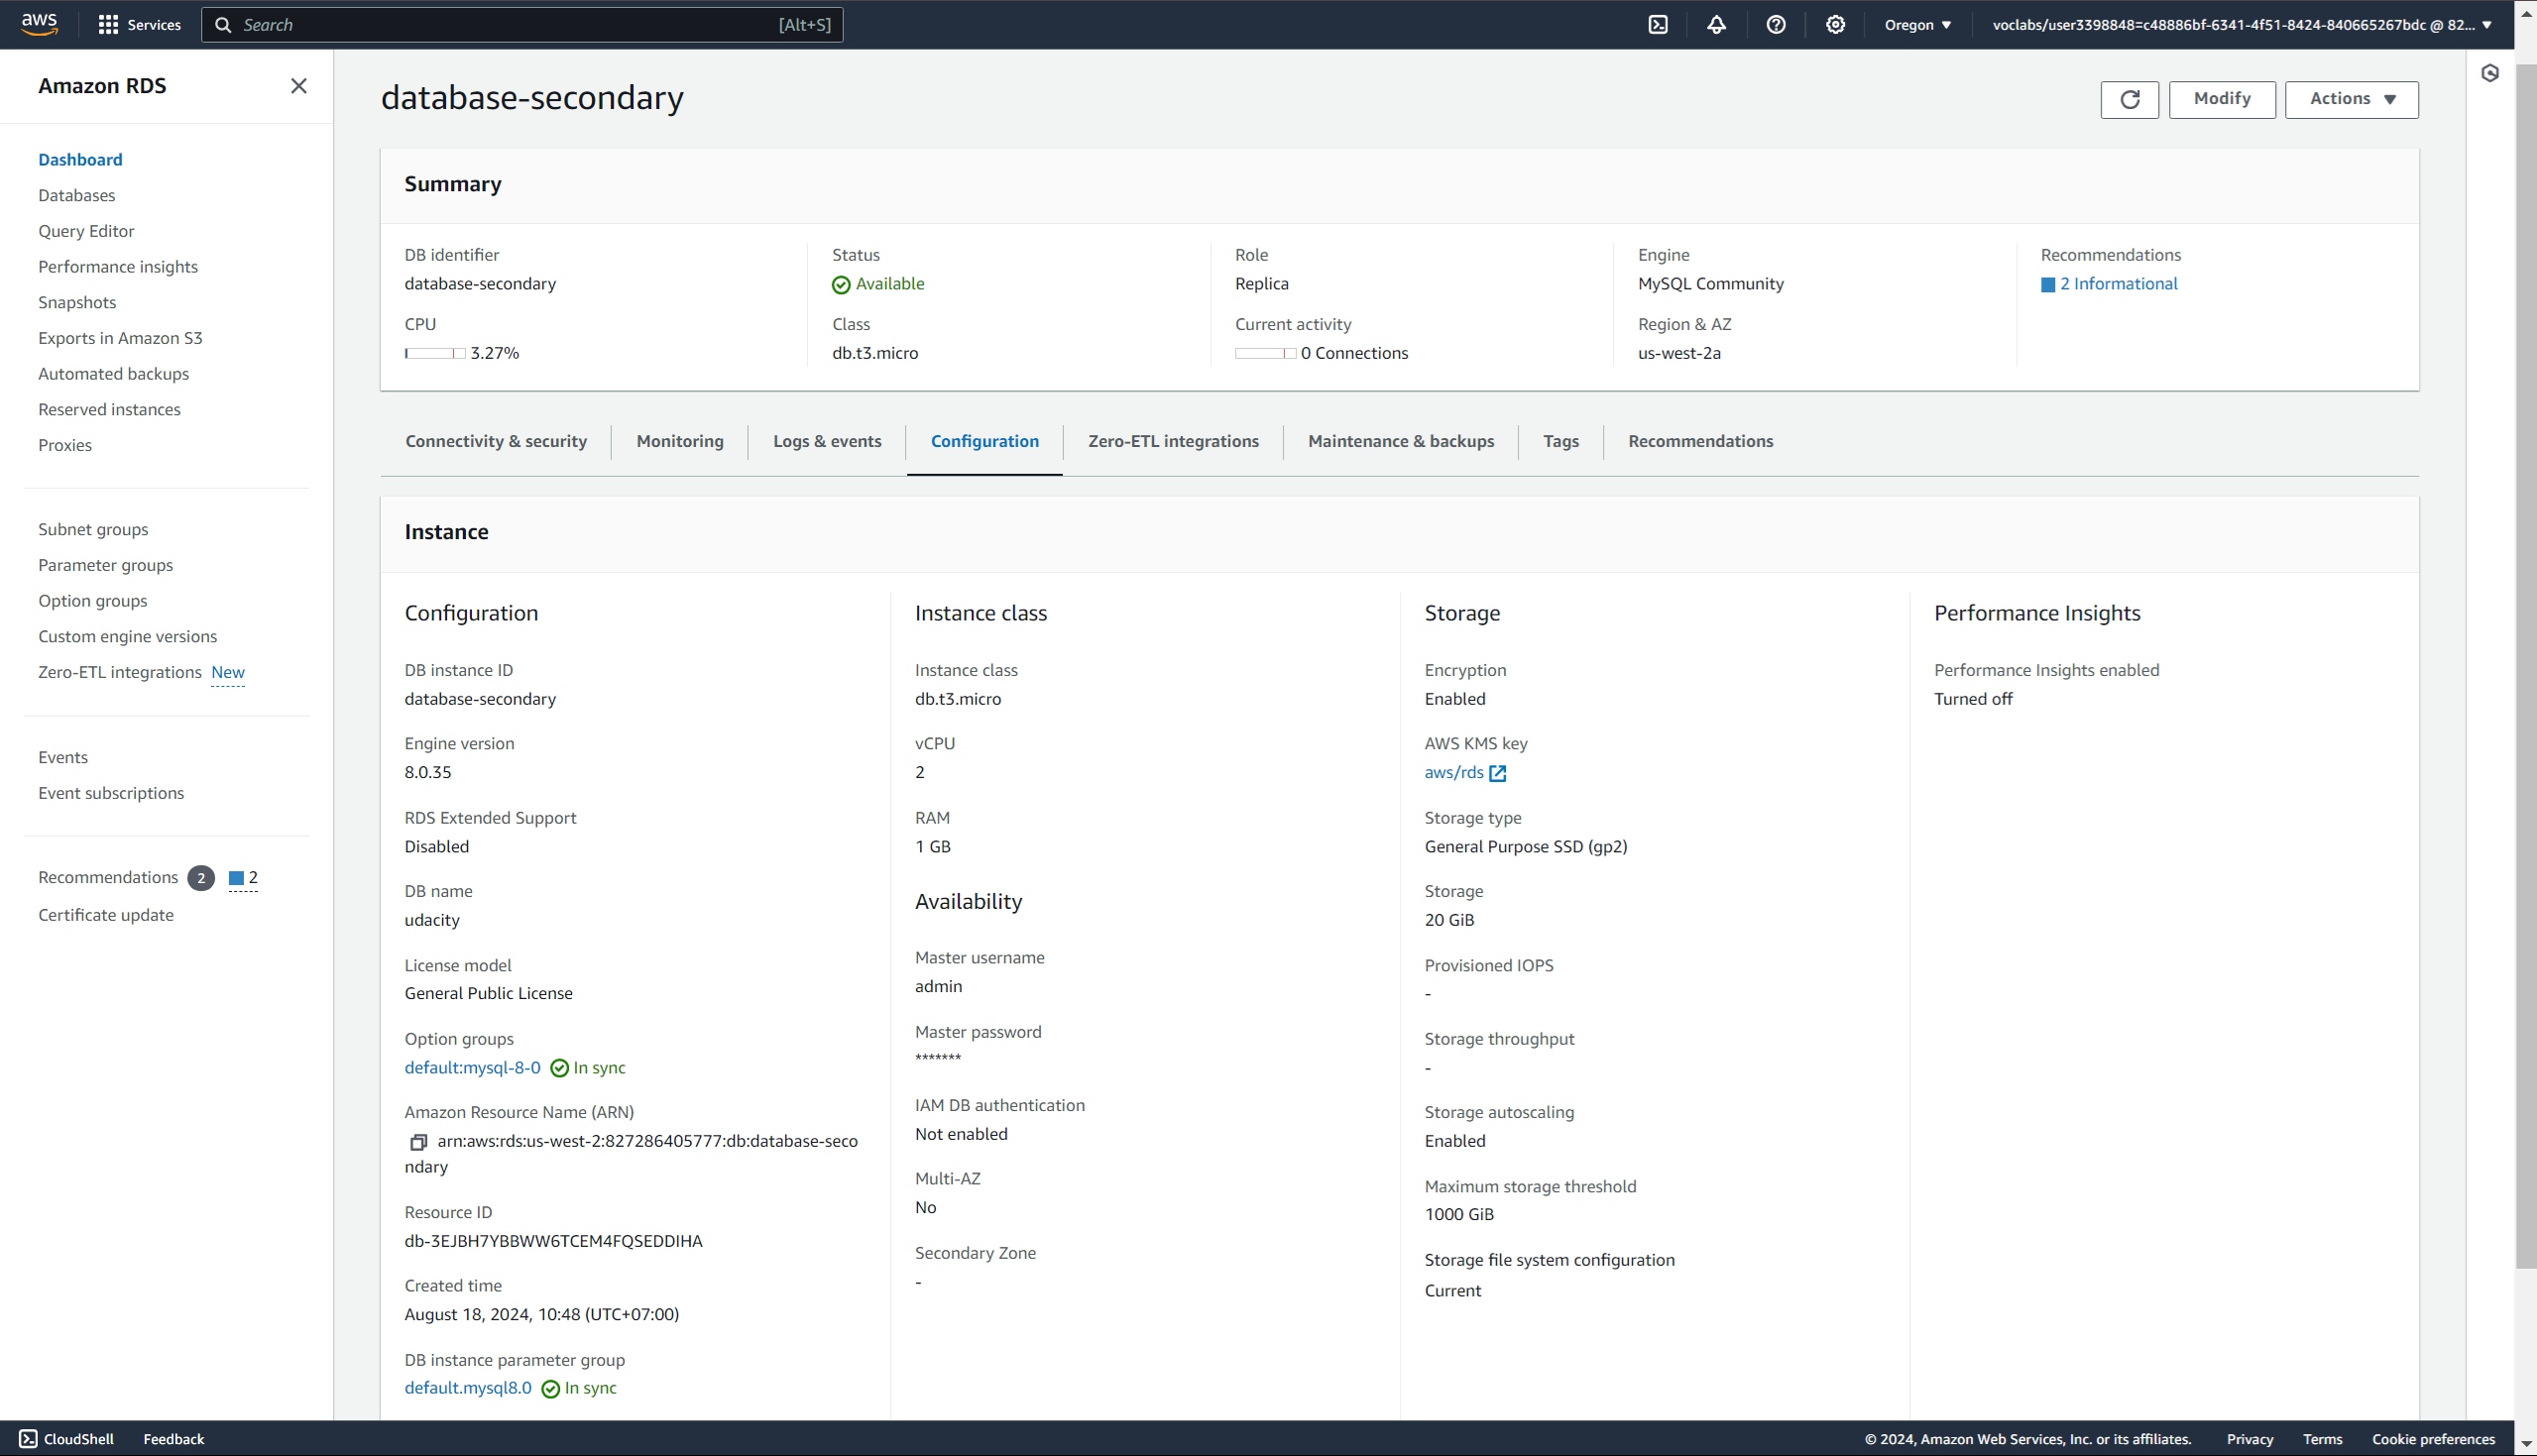 aws
Services
Search
[Alt+S]
Oregon
voclabs/user3398848=c48886bf-6341-4f51-8424-840665267bdc @ 82...
Amazon RDS
Dashboard
Databases
Query Editor
Performance insights
Snapshots
Exports in Amazon S3
Automated backups
Reserved instances
Proxies
Subnet groups
Parameter groups
Option groups
Custom engine versions
Zero-ETL integrations New
Events
Event subscriptions
Recommendations 2 2
Certificate update
database-secondary
Modify
Actions
Summary
DB identifier
database-secondary
CPU
3.27%
Status
Available
Class
db.t3.micro
Role
Replica
Current activity
0 Connections
Engine
MySQL Community
Region & AZ
us-west-2a
Recommendations
2 Informational
Connectivity & security
Monitoring
Logs & events
Configuration
Zero-ETL integrations
Maintenance & backups
Tags
Recommendations
Instance
Configuration
DB instance ID
database-secondary
Engine version
8.0.35
RDS Extended Support
Disabled
DB name
udacity
License model
General Public License
Option groups
default:mysql-8-0 In sync
Amazon Resource Name (ARN)
arn:aws:rds:us-west-2:827286405777:db:database-seco
ndary
Resource ID
db-3EJBH7YBBWW6TCEM4FQSEDDIHA
Created time
August 18, 2024, 10:48 (UTC+07:00)
DB instance parameter group
default.mysql8.0 In sync
Instance class
Instance class
db.t3.micro
vCPU
2
RAM
1 GB
Availability
Master username
admin
Master password
*******
IAM DB authentication
Not enabled
Multi-AZ
No
Secondary Zone
-
Storage
Encryption
Enabled
AWS KMS key
aws/rds
Storage type
General Purpose SSD (gp2)
Storage
20 GiB
Provisioned IOPS
-
Storage throughput
-
Storage autoscaling
Enabled
Maximum storage threshold
1000 GiB
Storage file system configuration
Current
Performance Insights
Performance Insights enabled
Turned off
CloudShell
Feedback
© 2024, Amazon Web Services, Inc. or its affiliates.
Privacy
Terms
Cookie preferences